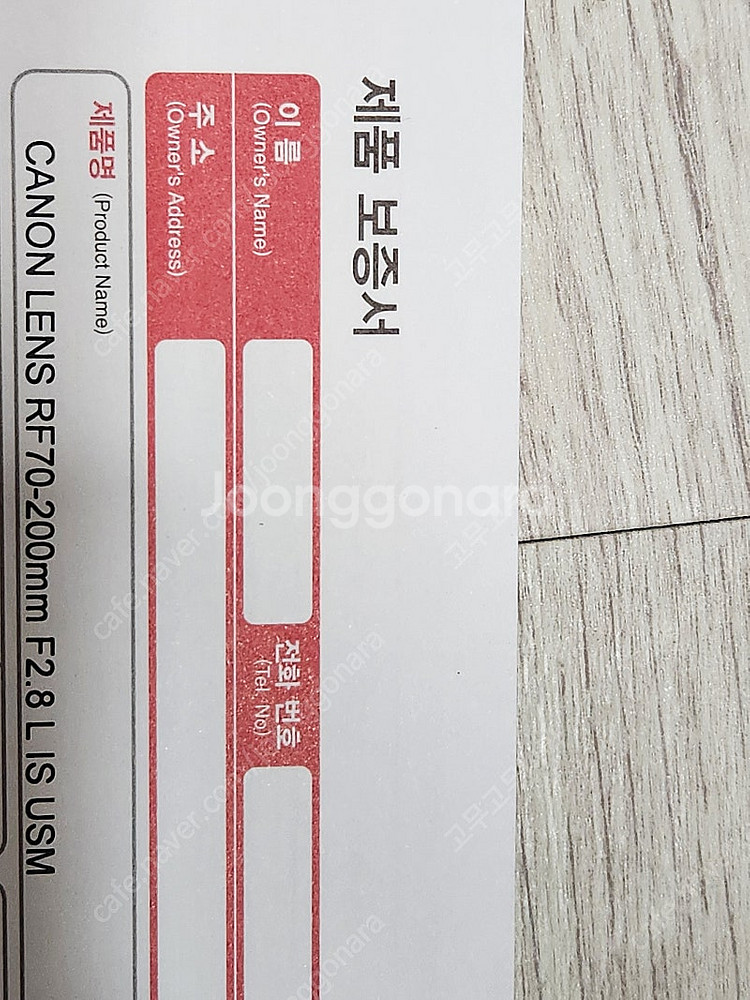 제품 보증서
이 름
(Owner's Name)
전화 번호
(Tel. No)
주 소
(Owner's Address)
제품명 (Product Name)
CANON LENS RF70-200mm F2.8 L IS USM
Joonggonara